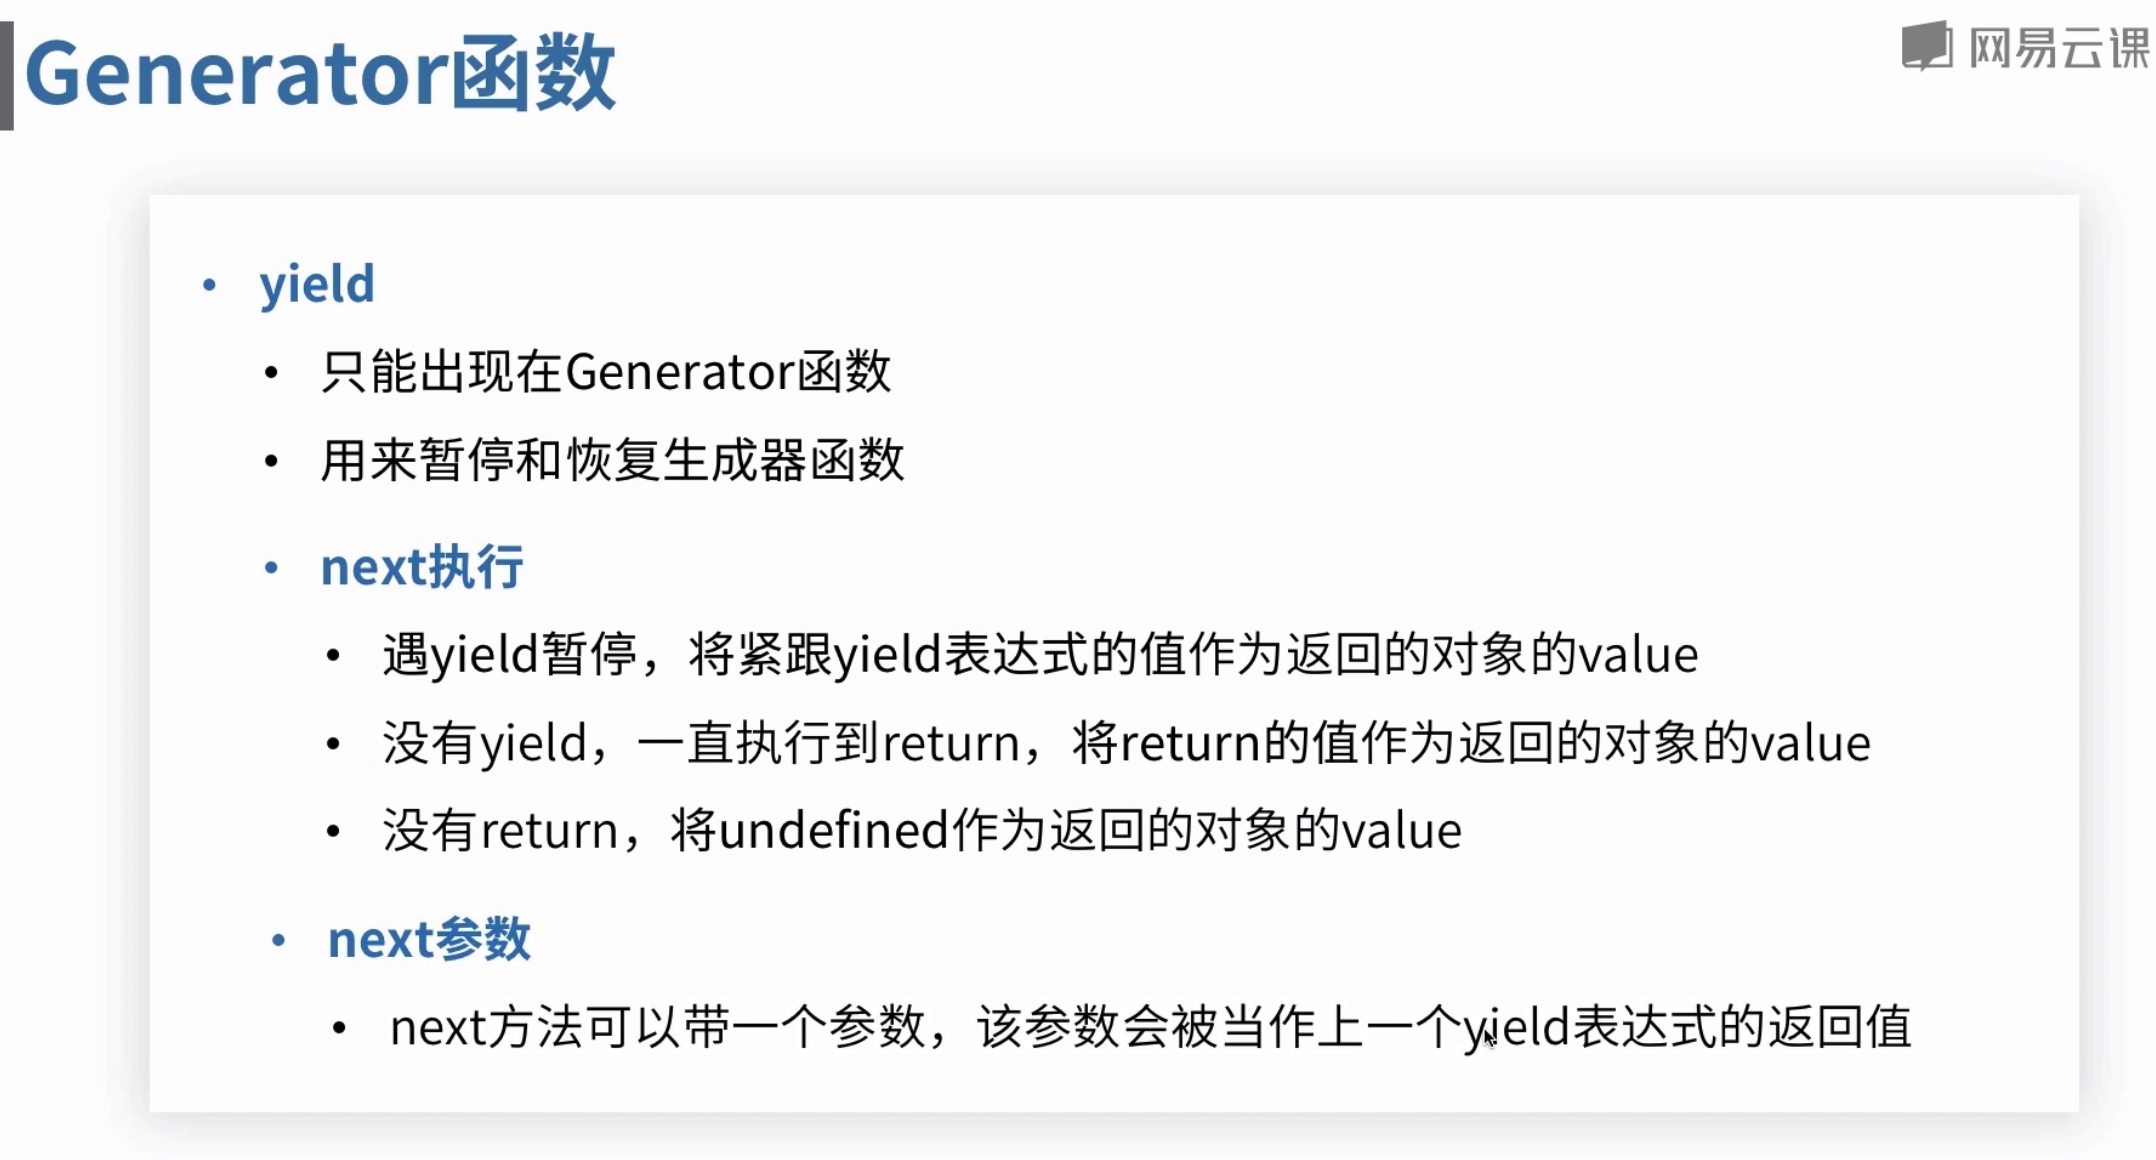 Generator函数
网易云课
yield
只能出现在Generator函数
用来暂停和恢复生成器函数
next执行
遇yield暂停，将紧跟yield表达式的值作为返回的对象的value
没有yield，一直执行到return，将return的值作为返回的对象的value
没有return，将undefined作为返回的对象的value
next参数
next方法可以带一个参数，该参数会被当作上一个yield表达式的返回值